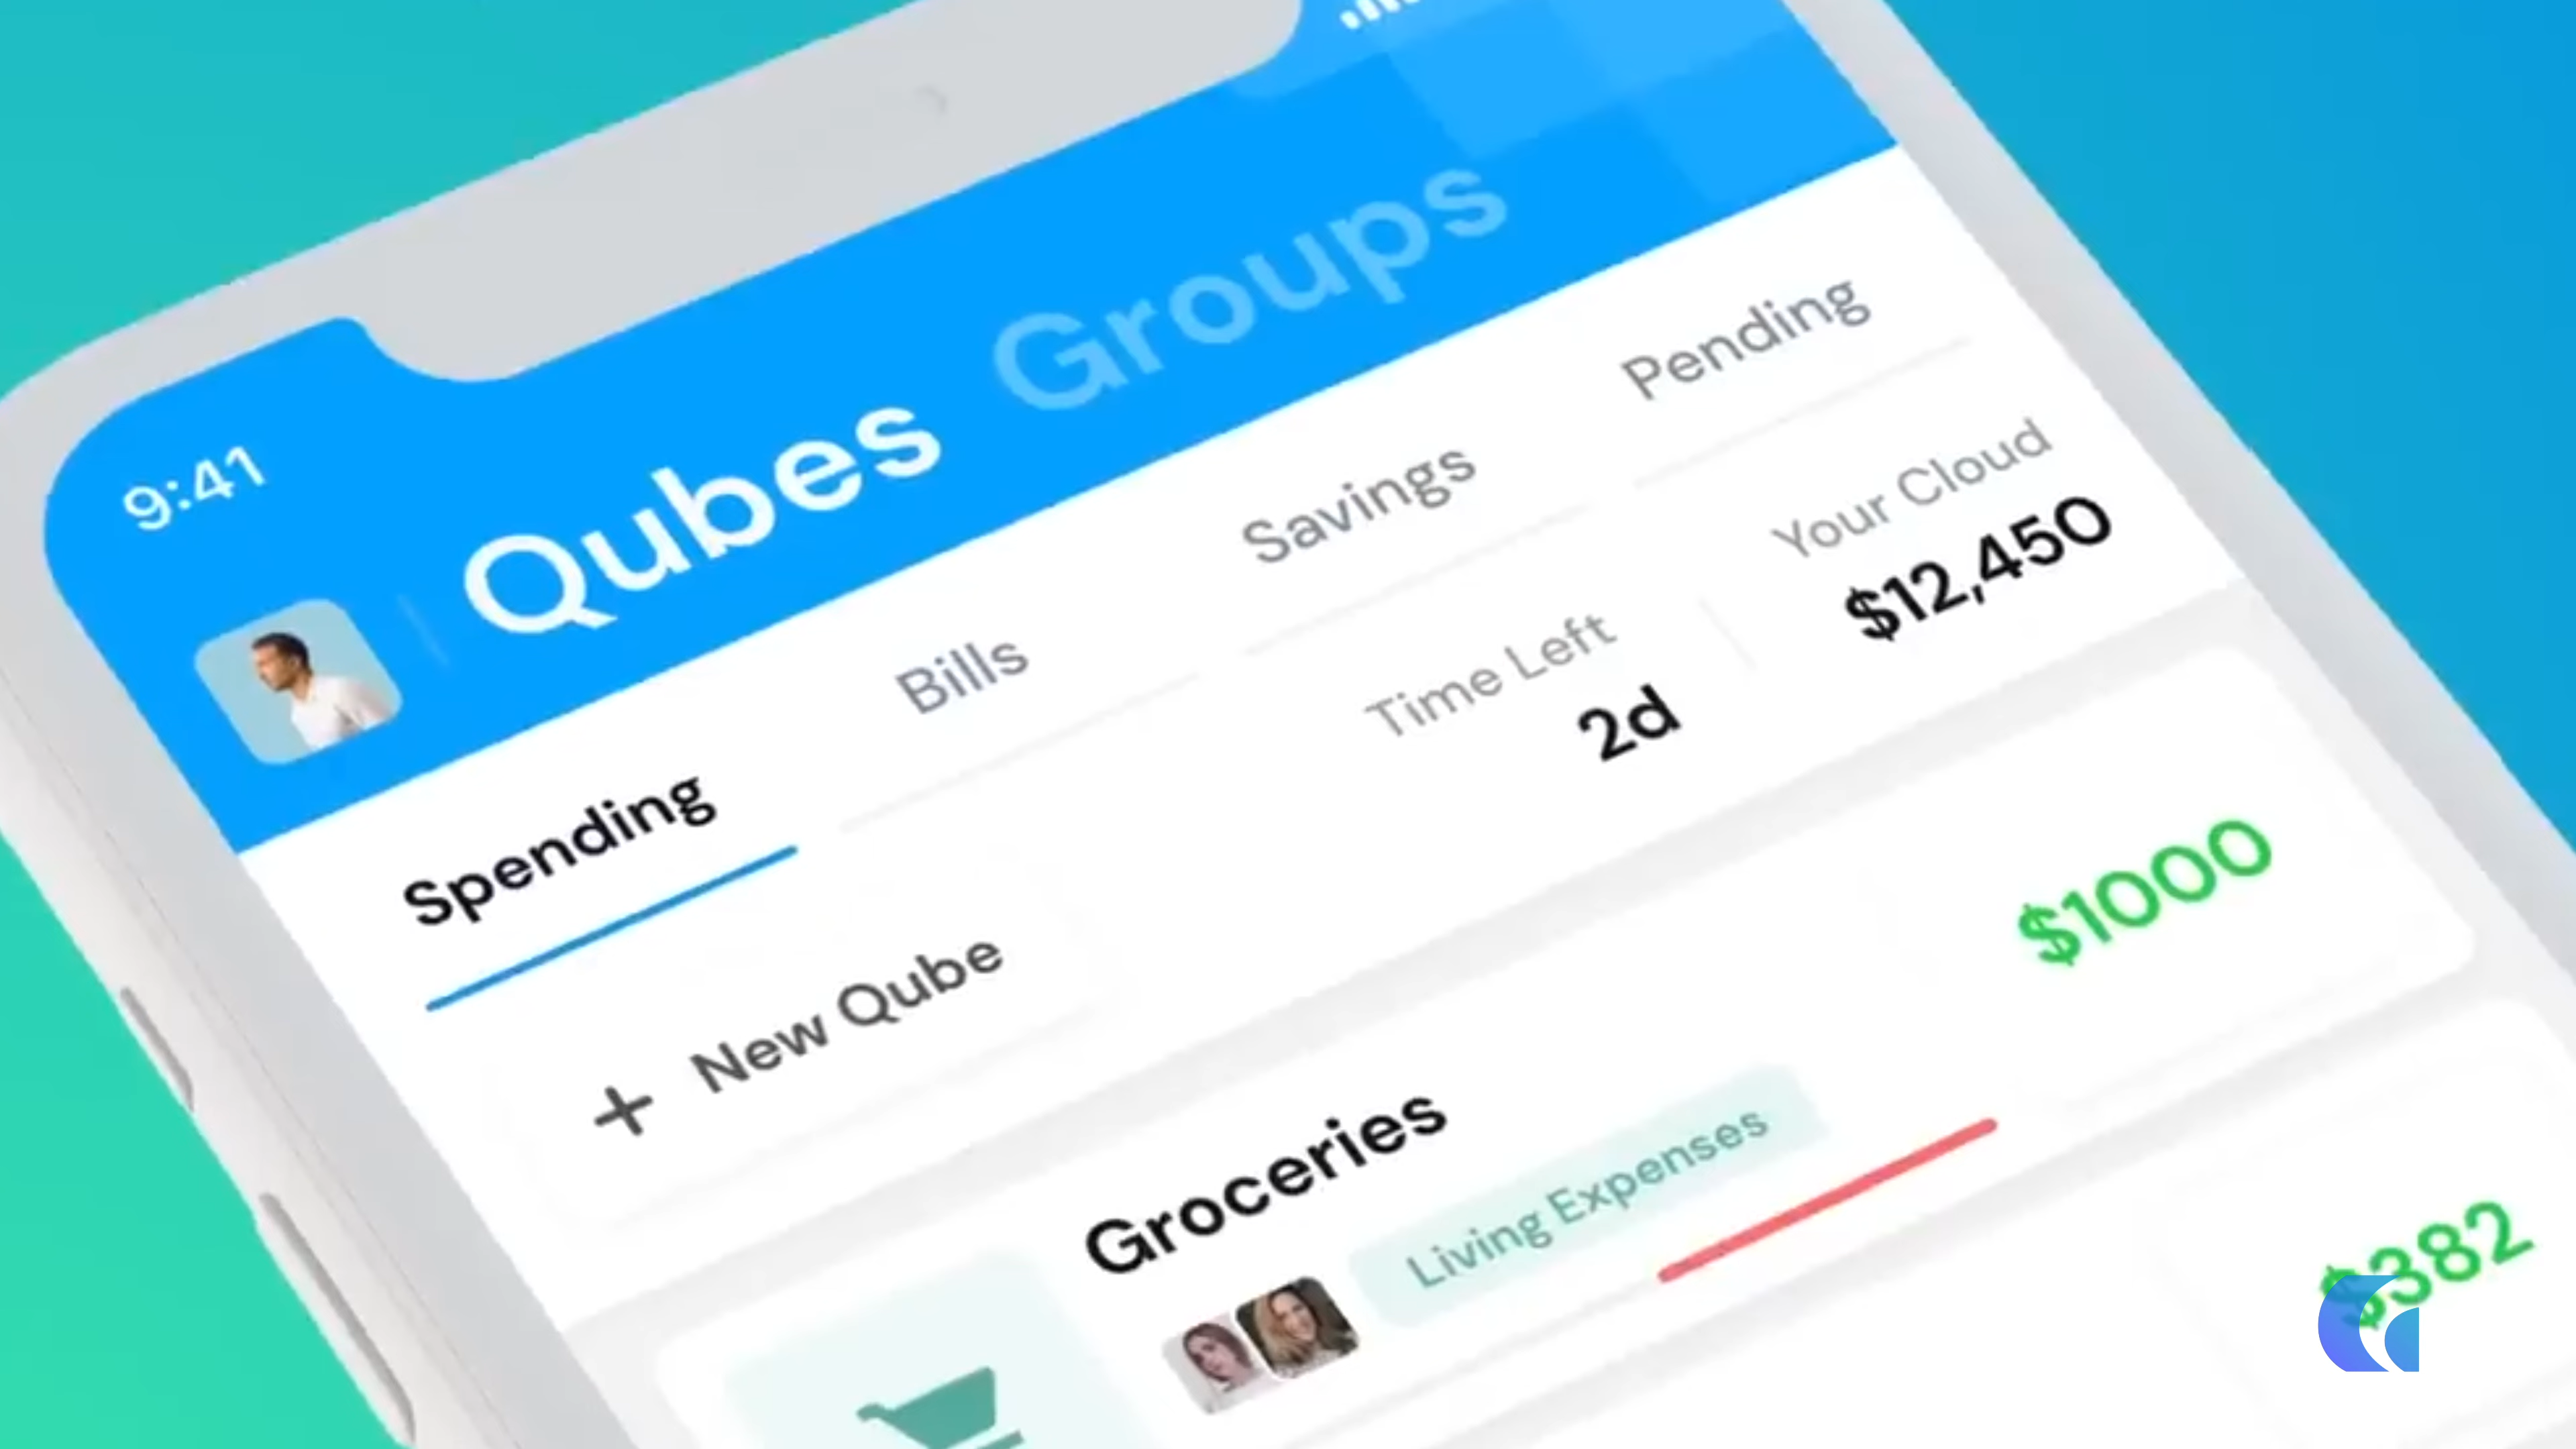 9:41
Qubes Groups
Spending Bills Savings Pending
+ New Qube
Time Left
2d
Your Cloud
$12,450
Groceries
$1000
Living Expenses
$382